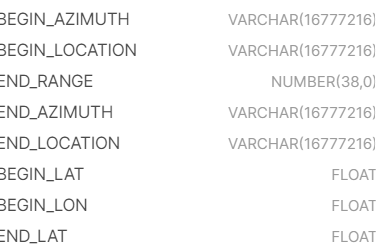 BEGIN_AZIMUTH VARCHAR(16777216)
BEGIN_LOCATION VARCHAR(16777216)
END_RANGE NUMBER(38,0)
END_AZIMUTH VARCHAR(16777216)
END_LOCATION VARCHAR(16777216)
BEGIN_LAT FLOAT
BEGIN_LON FLOAT
END_LAT FLOAT